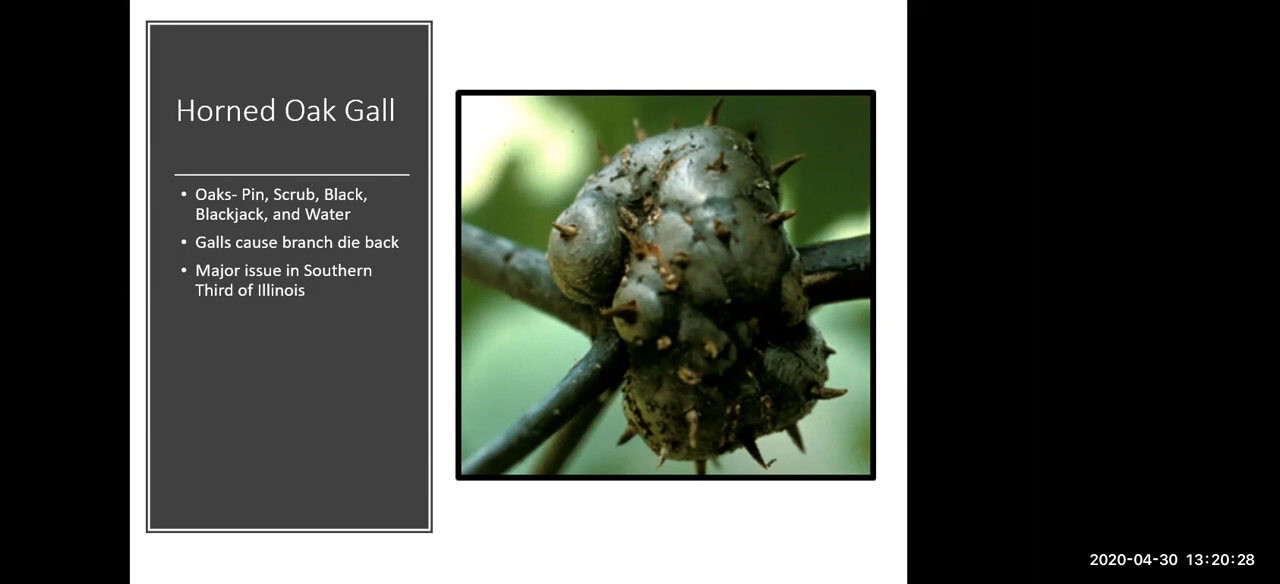 Horned Oak Gall
• Oaks- Pin, Scrub, Black,
Blackjack, and Water
• Galls cause branch die back
• Major issue in Southern
Third of Illinois
2020-04-30 13:20:28